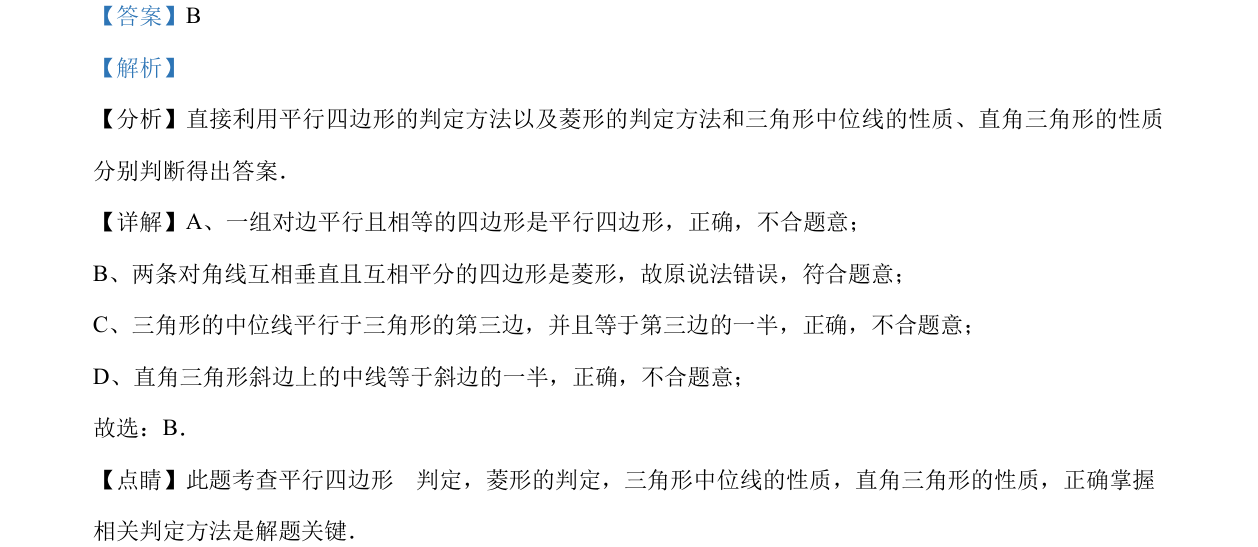 【答案】B
【解析】
【分析】直接利用平行四边形的判定方法以及菱形的判定方法和三角形中位线的性质、直角三角形的性质
分别判断得出答案．
【详解】A、一组对边平行且相等的四边形是平行四边形，正确，不合题意；
B、两条对角线互相垂直且互相平分的四边形是菱形，故原说法错误，符合题意；
C、三角形的中位线平行于三角形的第三边，并且等于第三边的一半，正确，不合题意；
D、直角三角形斜边上的中线等于斜边的一半，正确，不合题意；
故选：B．
【点睛】此题考查平行四边形　判定，菱形的判定，三角形中位线的性质，直角三角形的性质，正确掌握
相关判定方法是解题关键．